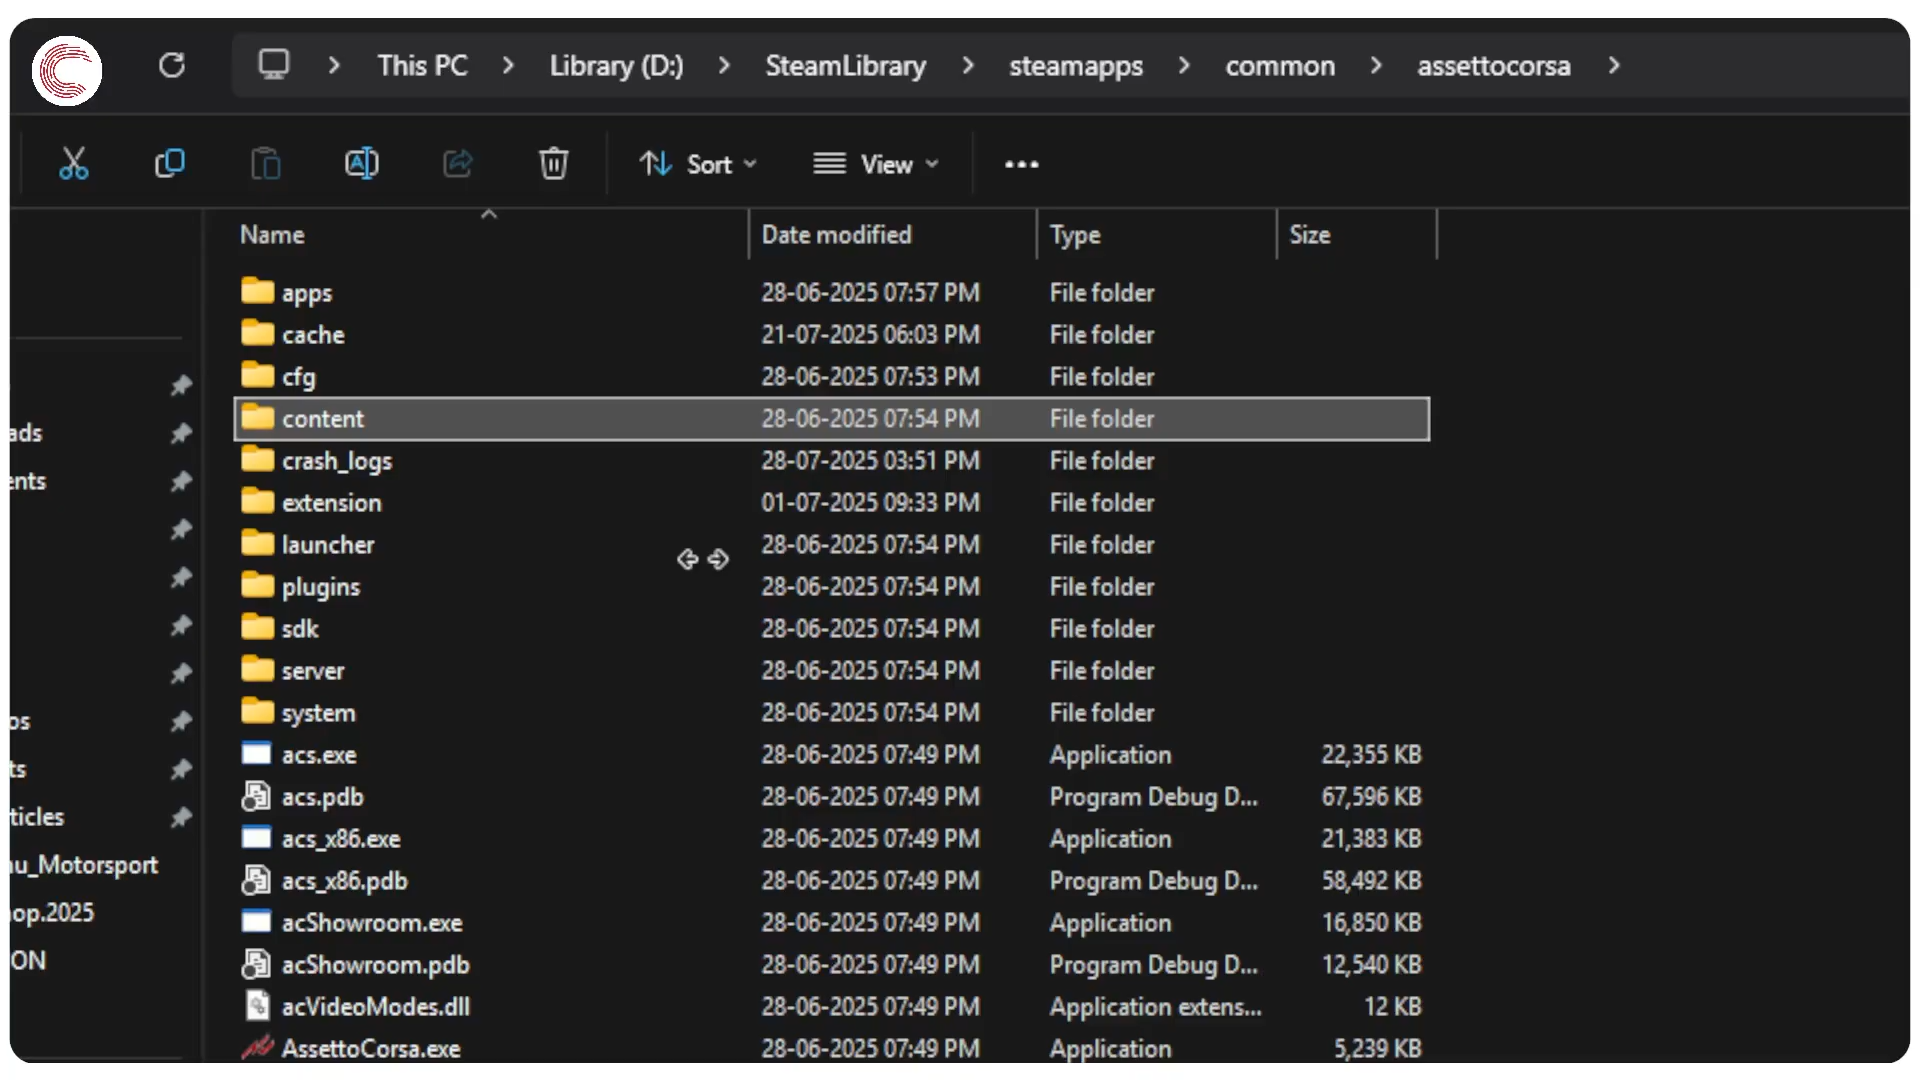 This PC > Library (D:) > SteamLibrary > steamapps > common > assettocorsa >
Sort View
Name Date modified Type Size
apps 28-06-2025 07:57 PM File folder
cache 21-07-2025 06:03 PM File folder
cfg 28-06-2025 07:53 PM File folder
content 28-06-2025 07:54 PM File folder
ads
crash_logs 28-07-2025 03:51 PM File folder
ents
extension 01-07-2025 09:33 PM File folder
launcher 28-06-2025 07:54 PM File folder
plugins 28-06-2025 07:54 PM File folder
sdk 28-06-2025 07:54 PM File folder
server 28-06-2025 07:54 PM File folder
system 28-06-2025 07:54 PM File folder
os
acs.exe 28-06-2025 07:49 PM Application 22,355 KB
ts
acs.pdb 28-06-2025 07:49 PM Program Debug D... 67,596 KB
ticles
acs_x86.exe 28-06-2025 07:49 PM Application 21,383 KB
u_Motorsport
acs_x86.pdb 28-06-2025 07:49 PM Program Debug D... 58,492 KB
op.2025
acShowroom.exe 28-06-2025 07:49 PM Application 16,850 KB
ON
acShowroom.pdb 28-06-2025 07:49 PM Program Debug D... 12,540 KB
acVideoModes.dll 28-06-2025 07:49 PM Application extens... 12 KB
AssettoCorsa.exe 28-06-2025 07:49 PM Application 5,239 KB